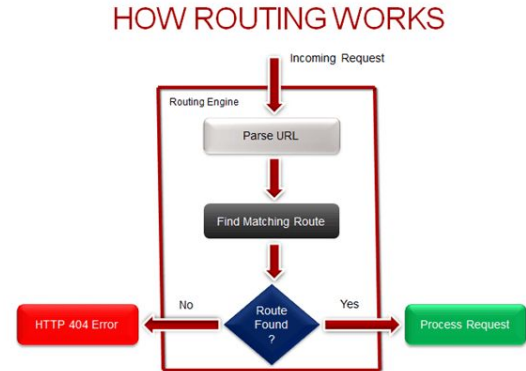 HOW ROUTING WORKS
Incoming Request
Routing Engine
Parse URL
Find Matching Route
No
Route
Found
?
Yes
HTTP 404 Error
Process Request